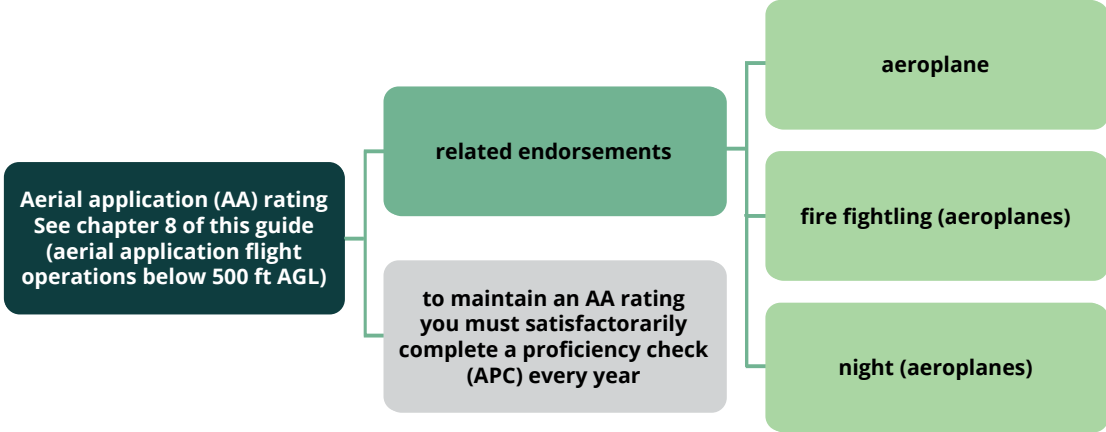 Aerial application (AA) rating
See chapter 8 of this guide
(aerial application flight
operations below 500 ft AGL)
related endorsements
to maintain an AA rating
you must satisfactorarily
complete a proficiency check
(APC) every year
aeroplane
fire fightling (aeroplanes)
night (aeroplanes)